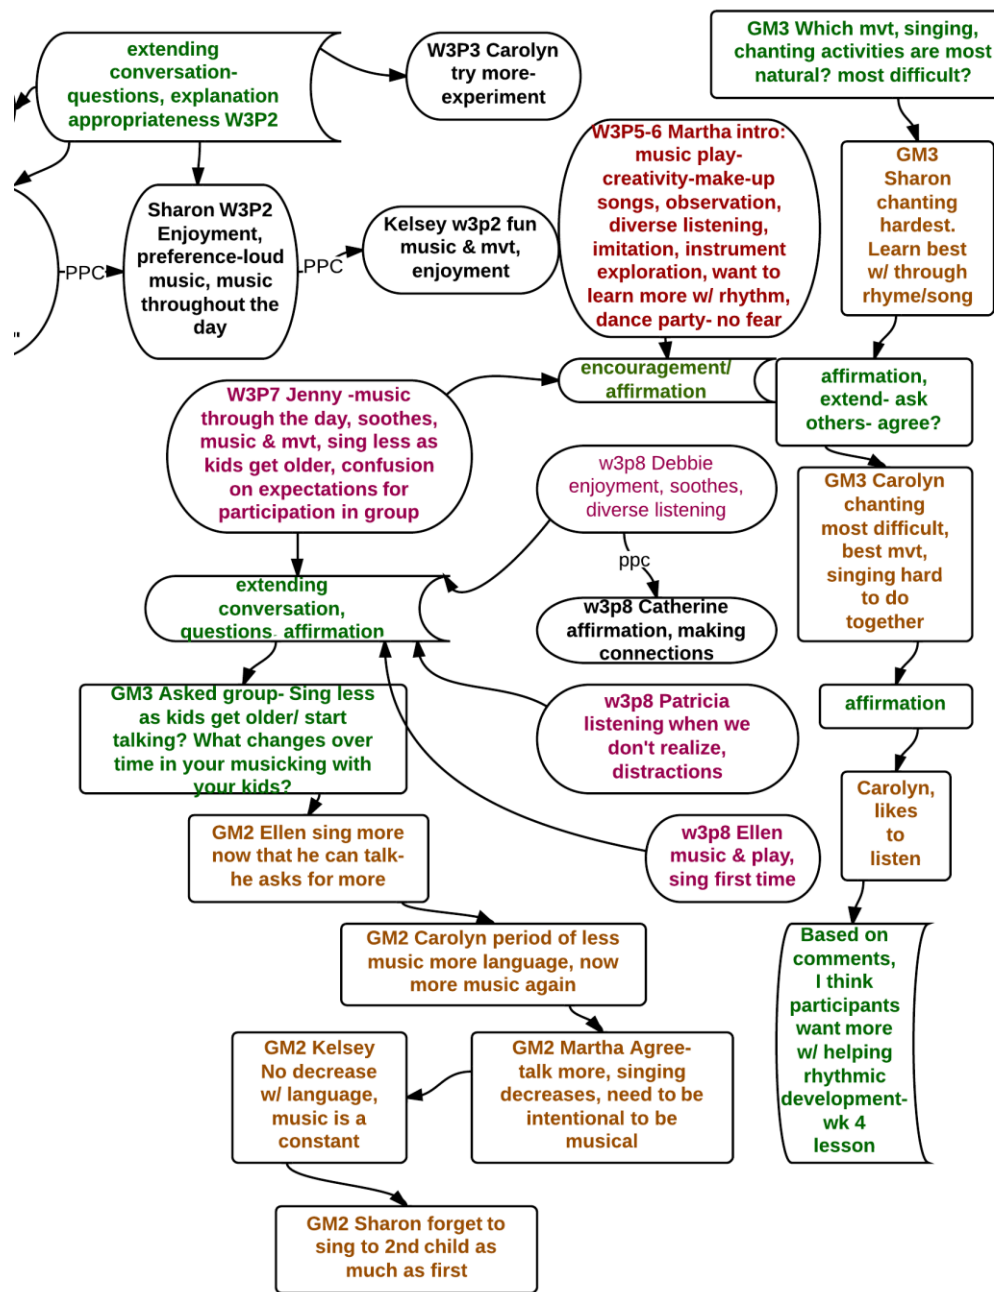 extending
conversation-
questions, explanation
appropriateness W3P2
W3P3 Carolyn
try more-
experiment
GM3 Which mvt, singing,
chanting activities are most
natural? most difficult?
W3P5-6 Martha intro:
music play-
creativity-make-up
songs, observation,
diverse listening,
imitation, instrument
exploration, want to
learn more w/ rhythm,
dance party- no fear
GM3
Sharon
chanting
hardest.
Learn best
w/ through
rhyme/song
Sharon W3P2
Enjoyment,
preference-loud
music, music
throughout the
day
Kelsey w3p2 fun
music & mvt,
enjoyment
PPC
PPC
"
encouragement/
affirmation
affirmation,
extend- ask
others- agree?
W3P7 Jenny -music
through the day, soothes,
music & mvt, sing less as
kids get older, confusion
on expectations for
participation in group
w3p8 Debbie
enjoyment, soothes,
diverse listening
GM3 Carolyn
chanting
most difficult,
best mvt,
singing hard
to do
together
ppc
extending
conversation,
questions- affirmation
w3p8 Catherine
affirmation, making
connections
GM3 Asked group- Sing less
as kids get older/ start
talking? What changes over
time in your musicking with
your kids?
w3p8 Patricia
listening when we
don't realize,
distractions
affirmation
Carolyn,
likes
to
listen
GM2 Ellen sing more
now that he can talk-
he asks for more
w3p8 Ellen
music & play,
sing first time
GM2 Carolyn period of less
music more language, now
more music again
Based on
comments,
I think
participants
want more
w/ helping
rhythmic
development-
wk 4
lesson
GM2 Kelsey
No decrease
w/ language,
music is a
constant
GM2 Martha Agree-
talk more, singing
decreases, need to be
intentional to be
musical
GM2 Sharon forget to
sing to 2nd child as
much as first